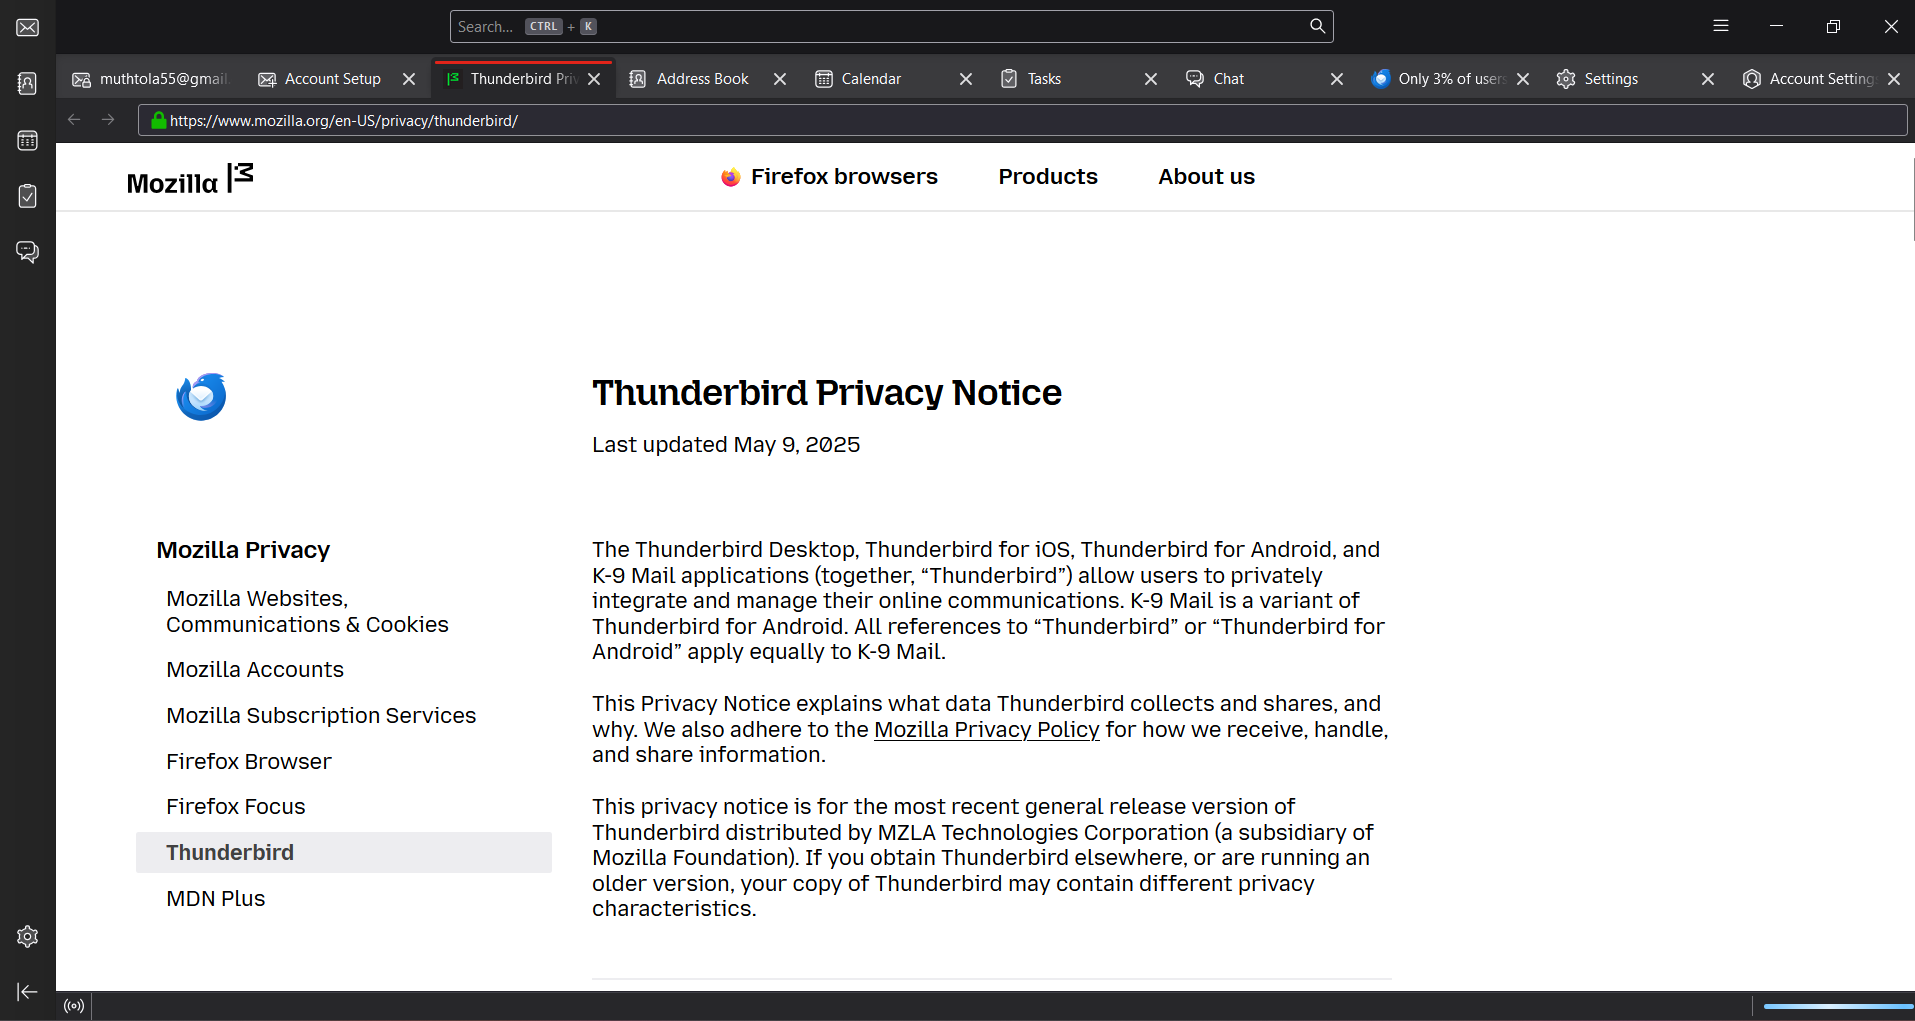 Search... CTRL + K
muthtola55@gmail.
Account Setup
Thunderbird Priv
Address Book
Calendar
Tasks
Chat
Only 3% of users
Settings
Account Setting
https://www.mozilla.org/en-US/privacy/thunderbird/
Mozilla
Firefox browsers
Products
About us
Thunderbird Privacy Notice
Last updated May 9, 2025
Mozilla Privacy
Mozilla Websites,
Communications & Cookies
Mozilla Accounts
Mozilla Subscription Services
Firefox Browser
Firefox Focus
Thunderbird
MDN Plus
The Thunderbird Desktop, Thunderbird for iOS, Thunderbird for Android, and
K-9 Mail applications (together, “Thunderbird”) allow users to privately
integrate and manage their online communications. K-9 Mail is a variant of
Thunderbird for Android. All references to “Thunderbird” or “Thunderbird for
Android” apply equally to K-9 Mail.
This Privacy Notice explains what data Thunderbird collects and shares, and
why. We also adhere to the Mozilla Privacy Policy for how we receive, handle,
and share information.
This privacy notice is for the most recent general release version of
Thunderbird distributed by MZLA Technologies Corporation (a subsidiary of
Mozilla Foundation). If you obtain Thunderbird elsewhere, or are running an
older version, your copy of Thunderbird may contain different privacy
characteristics.